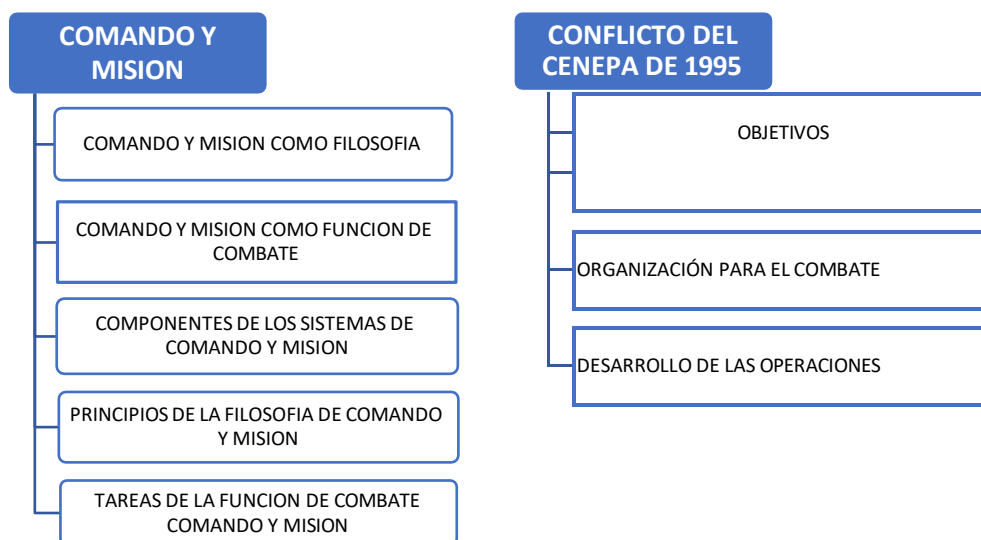 COMANDO Y
MISION
COMANDO Y MISION COMO FILOSOFIA
COMANDO Y MISION COMO FUNCION DE
COMBATE
COMPONENTES DE LOS SISTEMAS DE
COMANDO Y MISION
PRINCIPIOS DE LA FILOSOFIA DE COMANDO
Y MISION
TAREAS DE LA FUNCION DE COMBATE
COMANDO Y MISION
CONFLICTO DEL
CENEPA DE 1995
OBJETIVOS
ORGANIZACIÓN PARA EL COMBATE
DESARROLLO DE LAS OPERACIONES